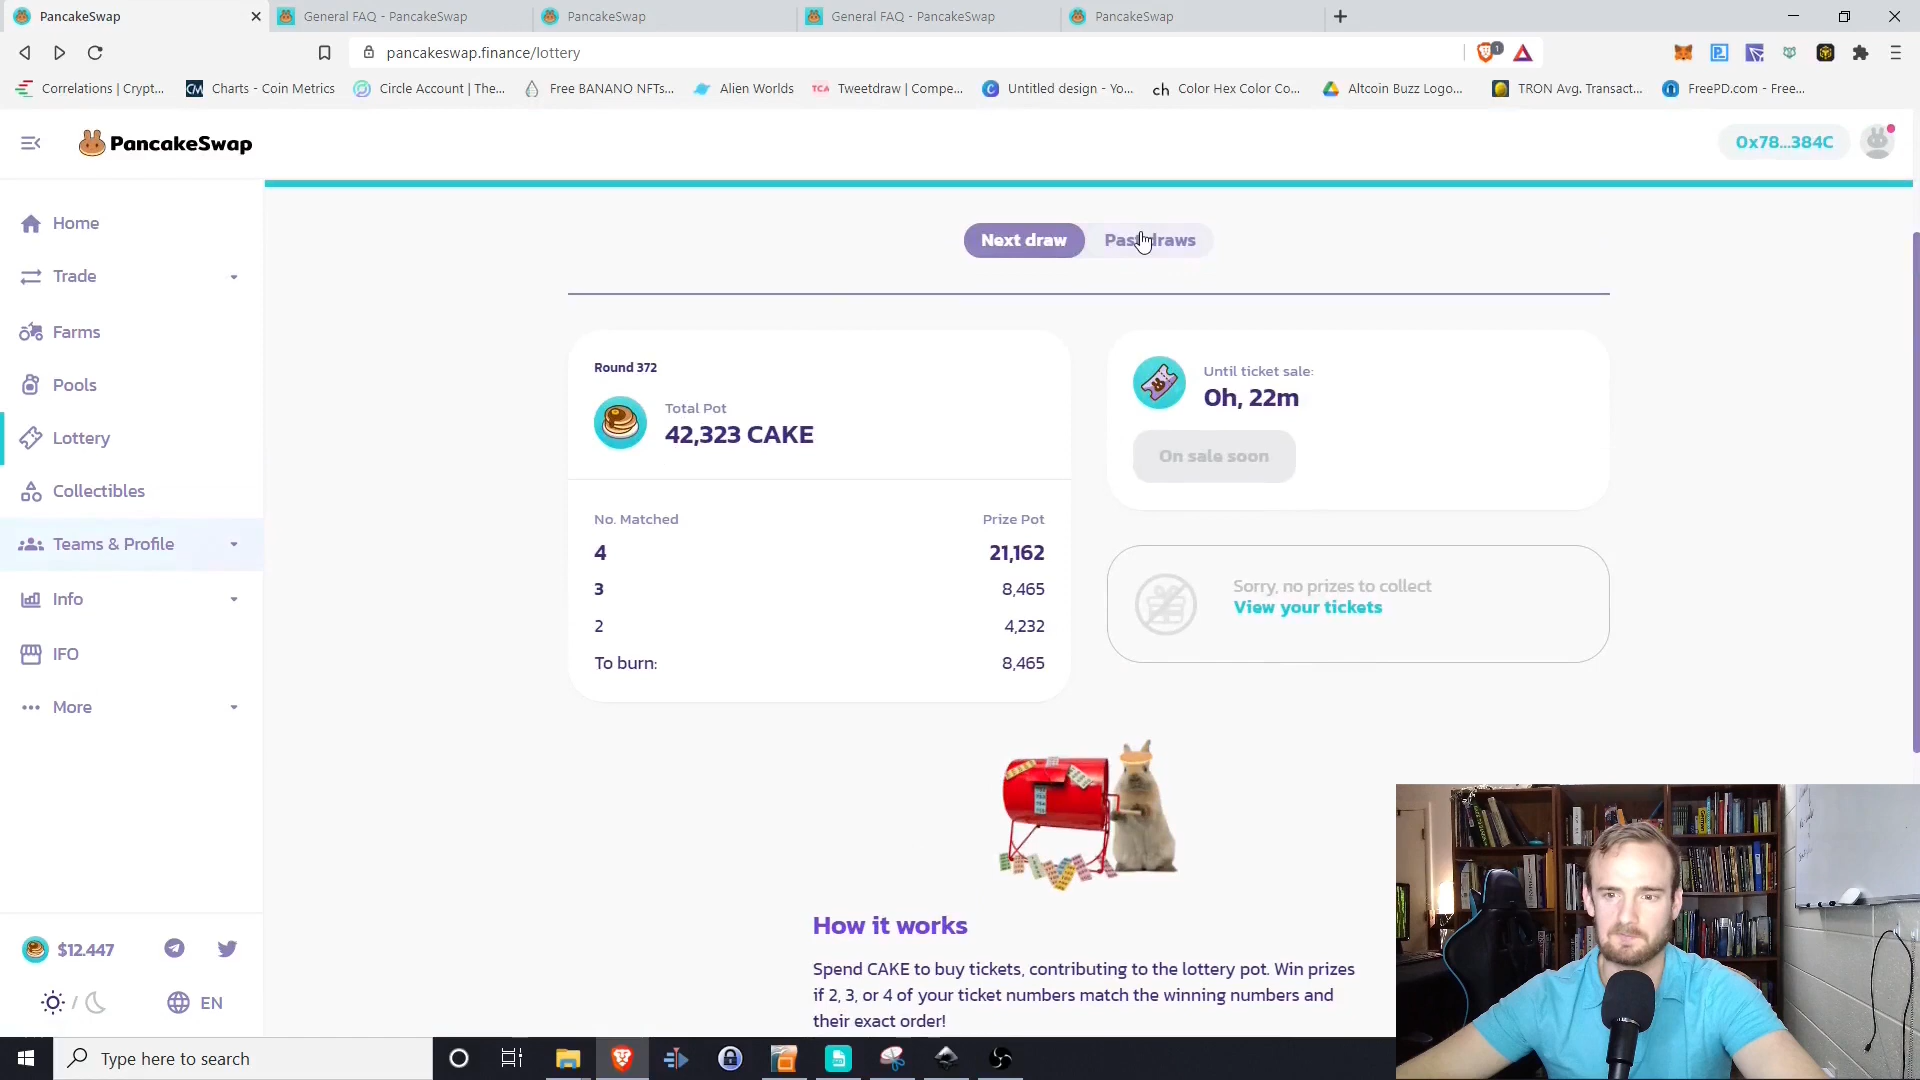 PancakeSwap
General FAQ - PancakeSwap
PancakeSwap
General FAQ - PancakeSwap
PancakeSwap
pancakeswap.finance/lottery
1
Correlations | Crypt...
Charts - Coin Metrics
Circle Account | The...
Free BANANO NFTs...
Alien Worlds
TCA Tweetdraw | Compe...
Untitled design - Yo...
ch Color Hex Color Co...
Altcoin Buzz Logo...
TRON Avg. Transact...
FreePD.com - Free...
PancakeSwap
0x78...384C
Home
Trade
Farms
Pools
Lottery
Collectibles
Teams & Profile
Info
IFO
More
$12.447
EN
Next draw
Past draws
Round 372
Total Pot
42,323 CAKE
No. Matched Prize Pot
4 21,162
3 8,465
2 4,232
To burn: 8,465
Until ticket sale:
0h, 22m
On sale soon
Sorry, no prizes to collect
View your tickets
How it works
Spend CAKE to buy tickets, contributing to the lottery pot. Win prizes
if 2, 3, or 4 of your ticket numbers match the winning numbers and
their exact order!
Type here to search